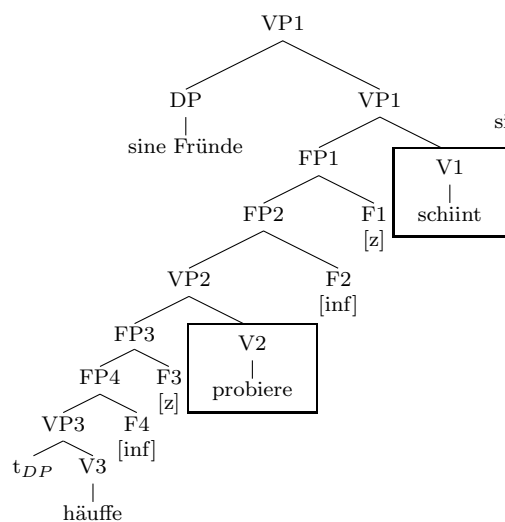 VP1
DP VP1
sine Fründe si
FP1 V1
schiint
FP2 F1
[z]
VP2 F2
[inf]
FP3 V2
probiere
FP4 F3
[z]
VP3 F4
[inf]
t_DP V3
häuffe